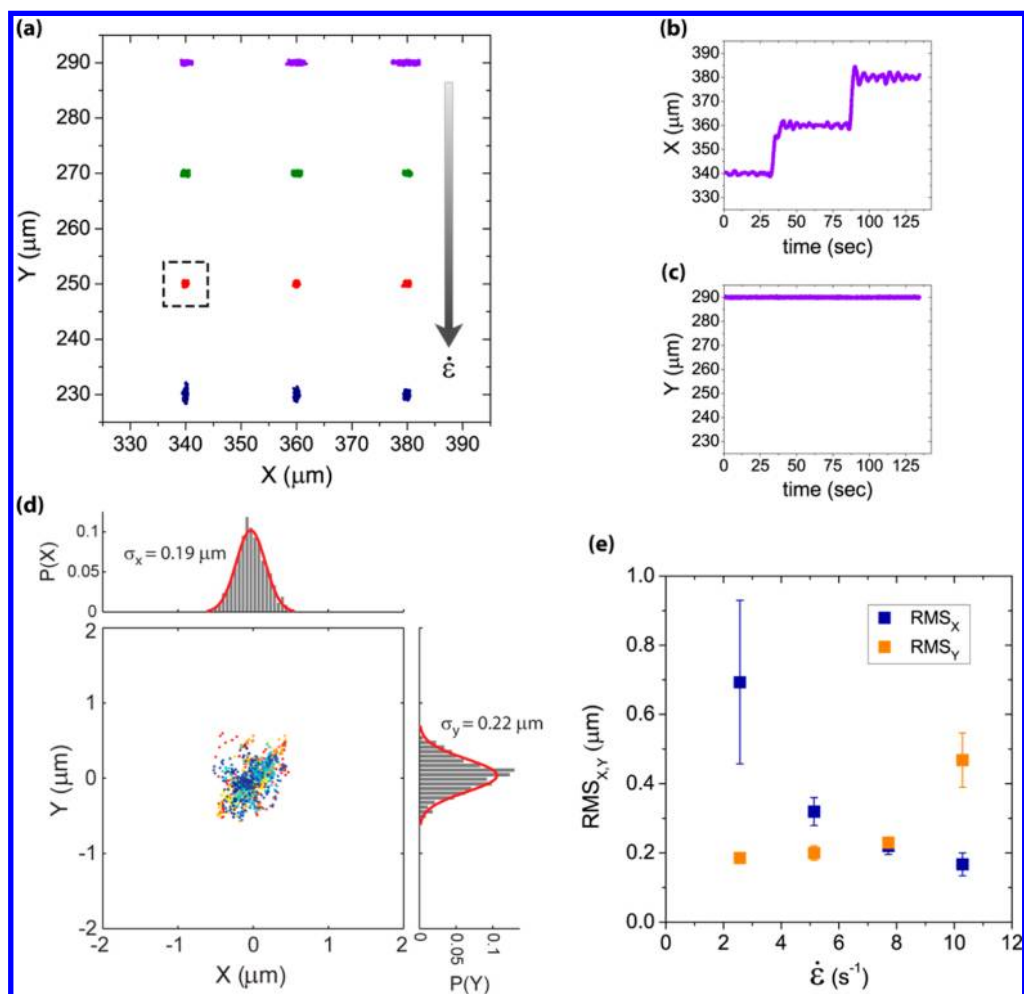 (a)
290
280
270
260
250
240
230
Y (μm)
330 340 350 360 370 380 390
X (μm)
ε̇
(b)
390
380
370
360
350
340
330
X (μm)
0 25 50 75 100 125
time (sec)
(c)
290
280
270
260
250
240
230
Y (μm)
0 25 50 75 100 125
time (sec)
(d)
0.1
0.05
0
P(X)
σx = 0.19 μm
2
1
0
-1
-2
Y (μm)
-2 -1 0 1 2
X (μm)
σy = 0.22 μm
0 0.05 0.1
P(Y)
(e)
1.0
0.8
0.6
0.4
0.2
0.0
RMSX,Y (μm)
RMSX
RMSY
0 2 4 6 8 10 12
ε̇ (s-1)